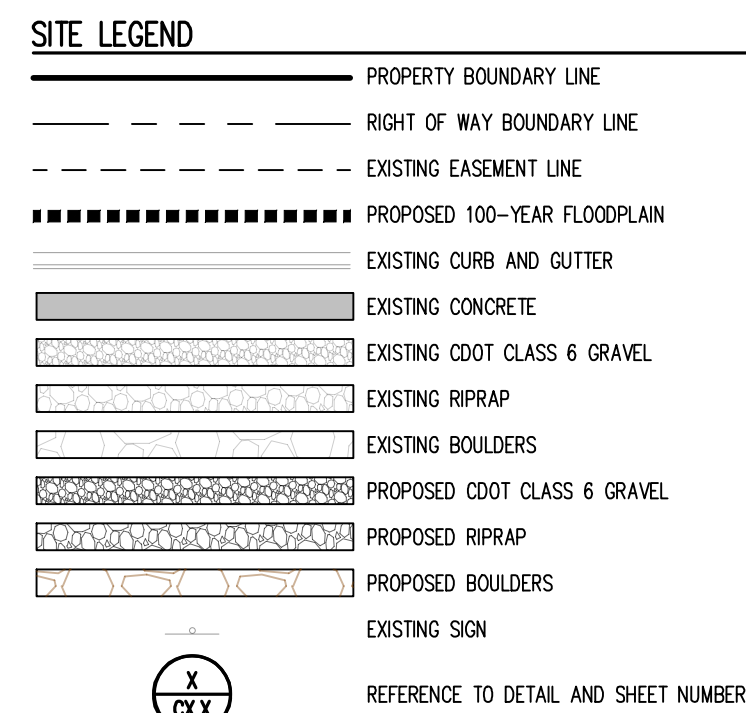 SITE LEGEND
PROPERTY BOUNDARY LINE
RIGHT OF WAY BOUNDARY LINE
EXISTING EASEMENT LINE
PROPOSED 100-YEAR FLOODPLAIN
EXISTING CURB AND GUTTER
EXISTING CONCRETE
EXISTING CDOT CLASS 6 GRAVEL
EXISTING RIPRAP
EXISTING BOULDERS
PROPOSED CDOT CLASS 6 GRAVEL
PROPOSED RIPRAP
PROPOSED BOULDERS
EXISTING SIGN
X
CX.X
REFERENCE TO DETAIL AND SHEET NUMBER